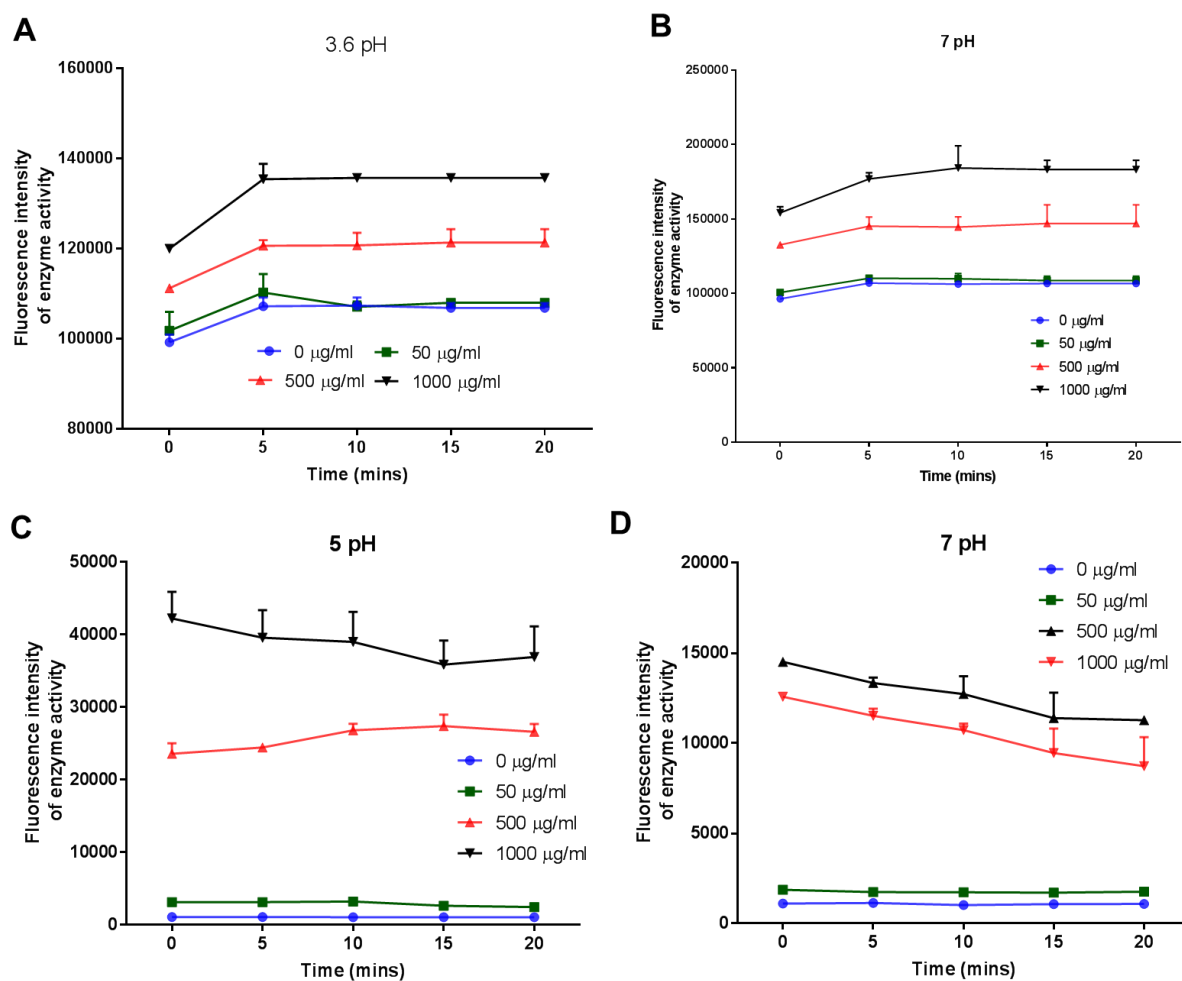 A
3.6 pH
160000
140000
120000
100000
80000
Fluorescence intensity
of enzyme activity
0 μg/ml
50 μg/ml
500 μg/ml
1000 μg/ml
0 5 10 15 20
Time (mins)
B
7 pH
250000
200000
150000
100000
50000
0
Fluorescence intensity
of enzyme activity
0 μg/ml
50 μg/ml
500 μg/ml
1000 μg/ml
0 5 10 15 20
Time (mins)
C
5 pH
50000
40000
30000
20000
10000
0
Fluorescence intensity
of enzyme activity
0 μg/ml
50 μg/ml
500 μg/ml
1000 μg/ml
0 5 10 15 20
Time (mins)
D
7 pH
20000
15000
10000
5000
0
Fluorescence intensity
of enzyme activity
0 μg/ml
50 μg/ml
500 μg/ml
1000 μg/ml
0 5 10 15 20
Time (mins)